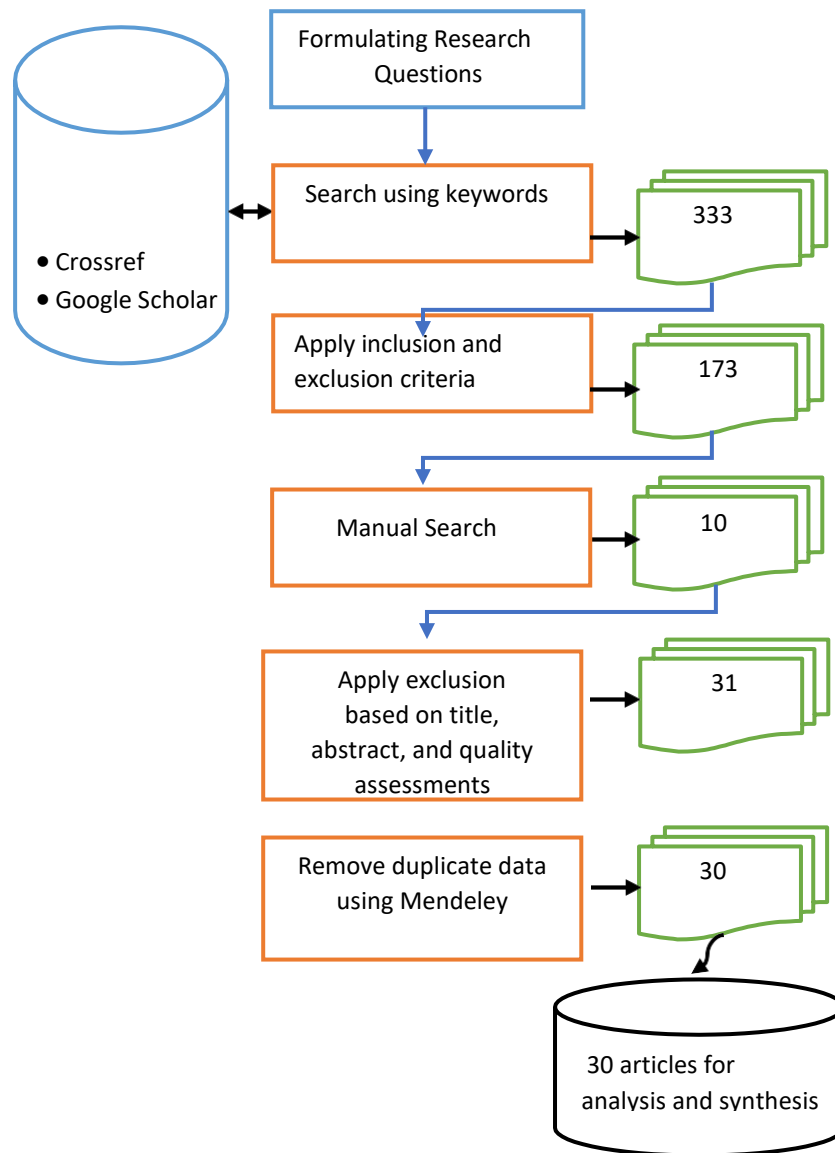 Formulating Research
Questions
Search using keywords
333
• Crossref
• Google Scholar
Apply inclusion and
exclusion criteria
173
Manual Search
10
Apply exclusion
based on title,
abstract, and quality
assessments
31
Remove duplicate data
using Mendeley
30
30 articles for
analysis and synthesis